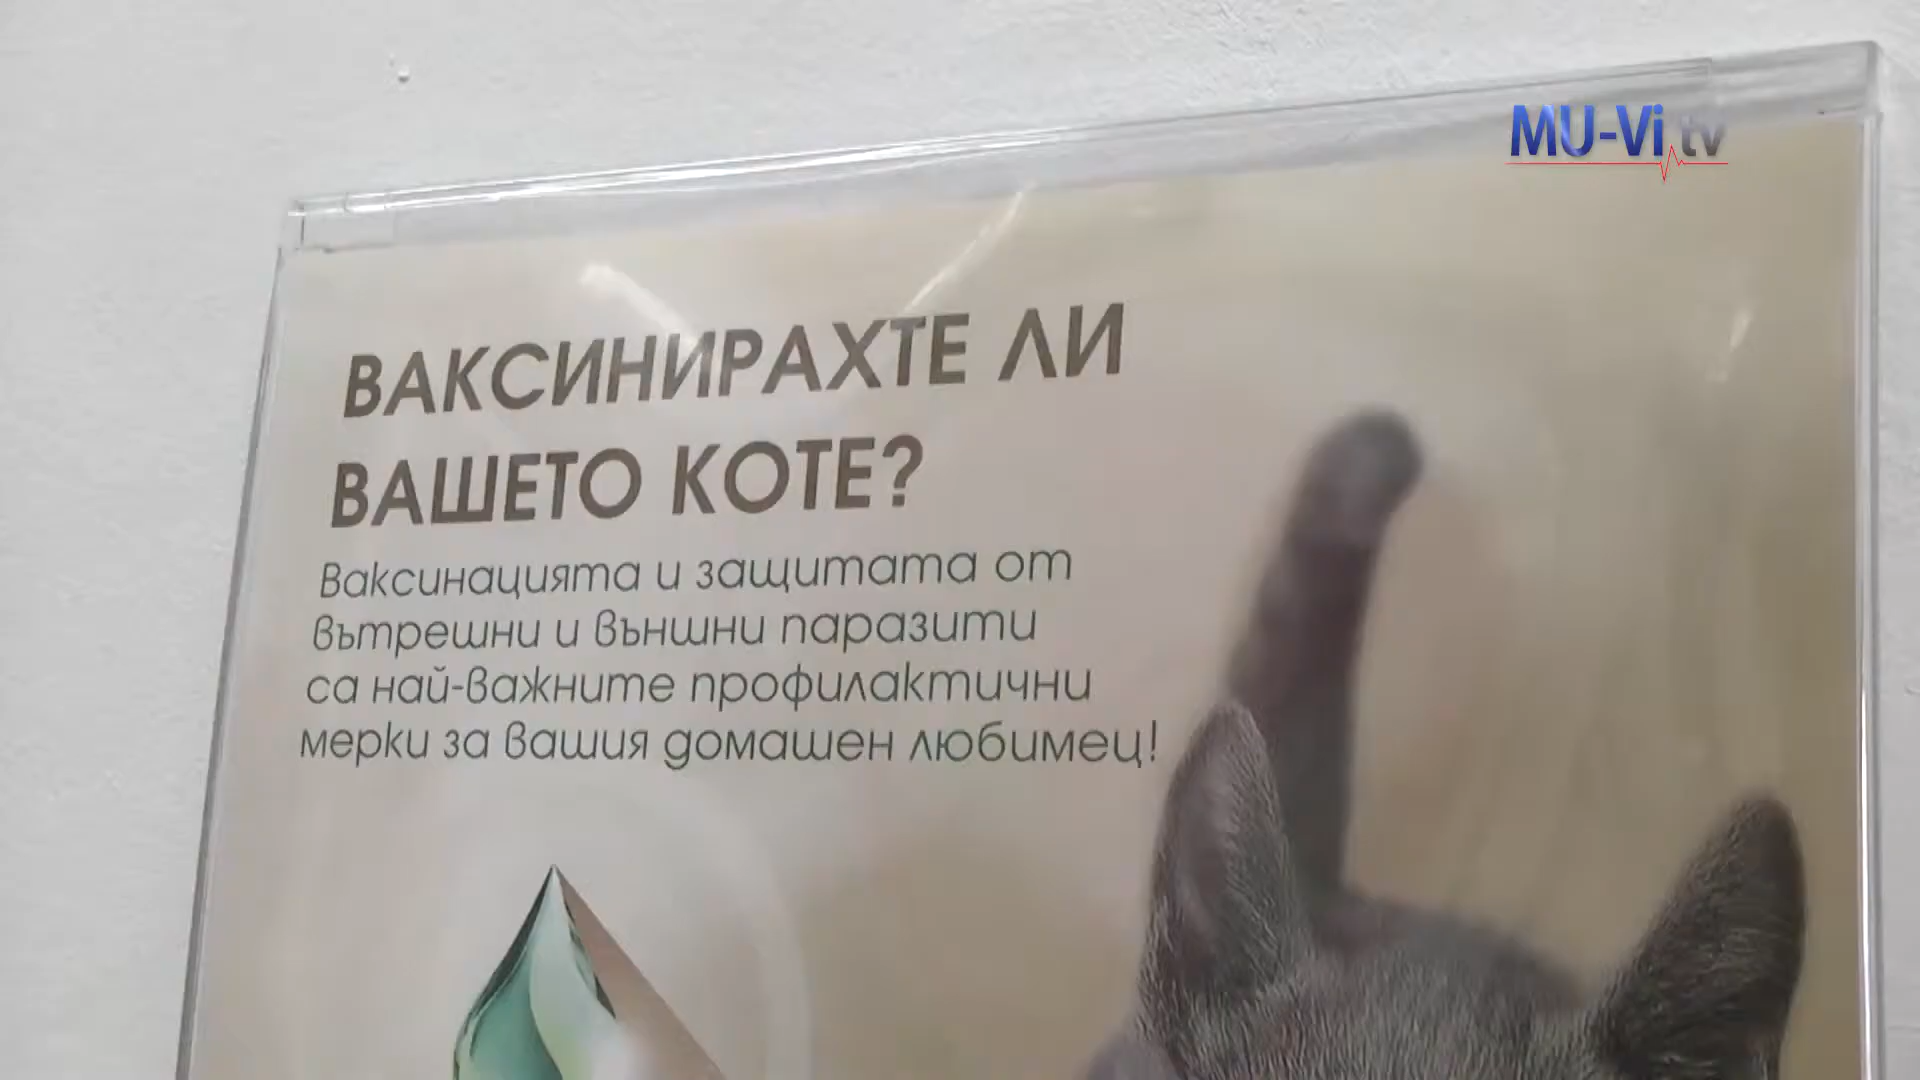 MU-Vi tv
ВАКСИНИРАХТЕ ЛИ
ВАШЕТО КОТЕ?
Ваксинацията и защитата от
вътрешни и външни паразити
са най-важните профилактични
мерки за вашия домашен любимец!